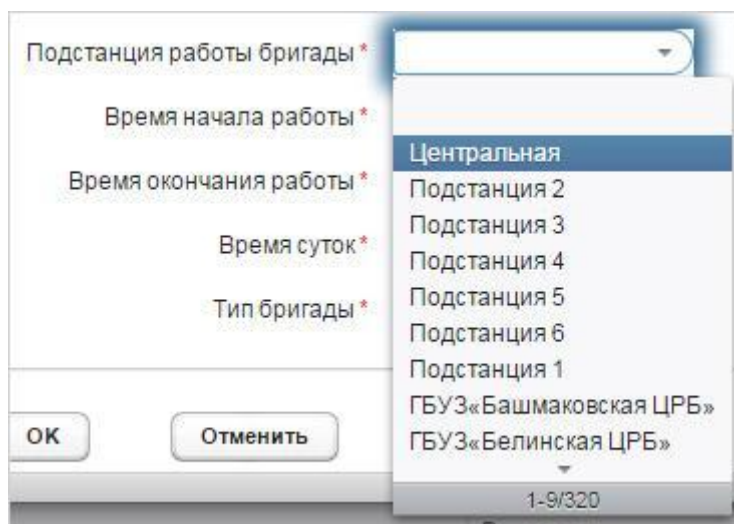 Подстанция работы бригады *
Время начала работы *
Время окончания работы *
Время суток *
Тип бригады *
Центральная
Подстанция 2
Подстанция 3
Подстанция 4
Подстанция 5
Подстанция 6
Подстанция 1
ГБУЗ«Башмаковская ЦРБ»
ГБУЗ«Белинская ЦРБ»
1-9/320
ОК
Отменить